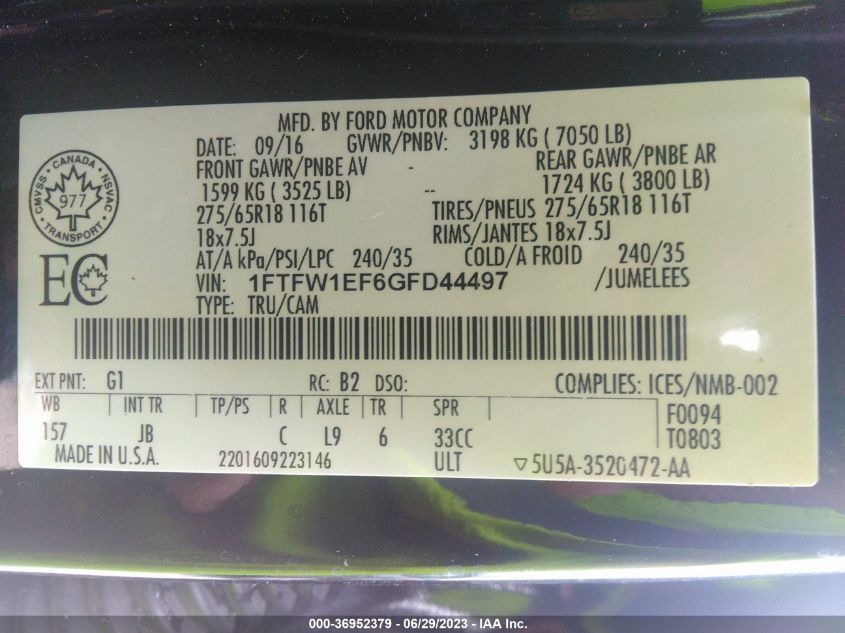 MFD. BY FORD MOTOR COMPANY
DATE: 09/16 GVWR/PNBV: 3198 KG ( 7050 LB)
FRONT GAWR/PNBE AV - REAR GAWR/PNBE AR
1599 KG ( 3525 LB) -- 1724 KG ( 3800 LB)
275/65R18 116T TIRES/PNEUS 275/65R18 116T
18x7.5J RIMS/JANTES 18x7.5J
AT/A kPa/PSI/LPC 240/35 COLD/A FROID 240/35
VIN: 1FTFW1EF6GFD44497 /JUMELEES
TYPE: TRU/CAM
CANADA
CMVSS NSVAC
977
TRANSPORT
EC
EXT PNT: G1 RC: B2 DSO: COMPLIES: ICES/NMB-002
WB INT TR TP/PS R AXLE TR SPR F0094
157 JB C L9 6 33CC T0803
MADE IN U.S.A. 2201609223146 ULT ▽5U5A-3520472-AA
000-36952379 - 06/29/2023 - IAA Inc.